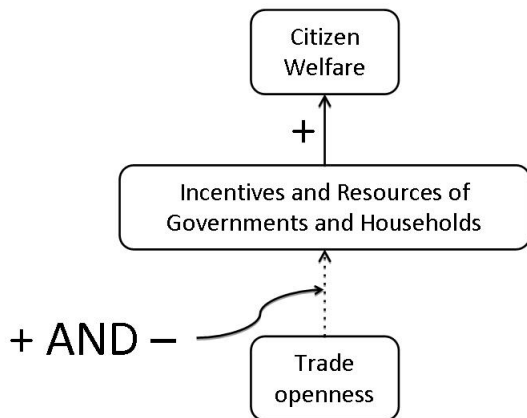 Citizen
Welfare
+
Incentives and Resources of
Governments and Households
+ AND –
Trade
openness